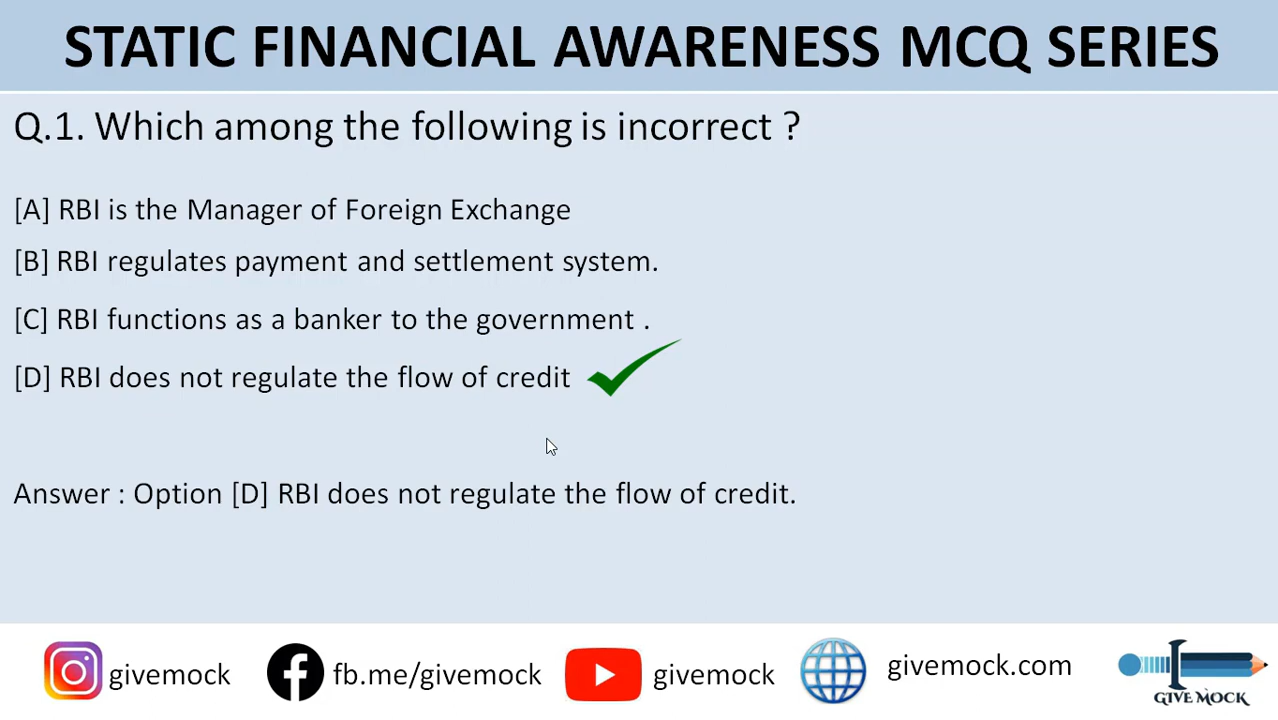 STATIC FINANCIAL AWARENESS MCQ SERIES
Q.1. Which among the following is incorrect ?
[A] RBI is the Manager of Foreign Exchange
[B] RBI regulates payment and settlement system.
[C] RBI functions as a banker to the government .
[D] RBI does not regulate the flow of credit
Answer : Option [D] RBI does not regulate the flow of credit.
givemock fb.me/givemock givemock givemock.com
GIVE MOCK